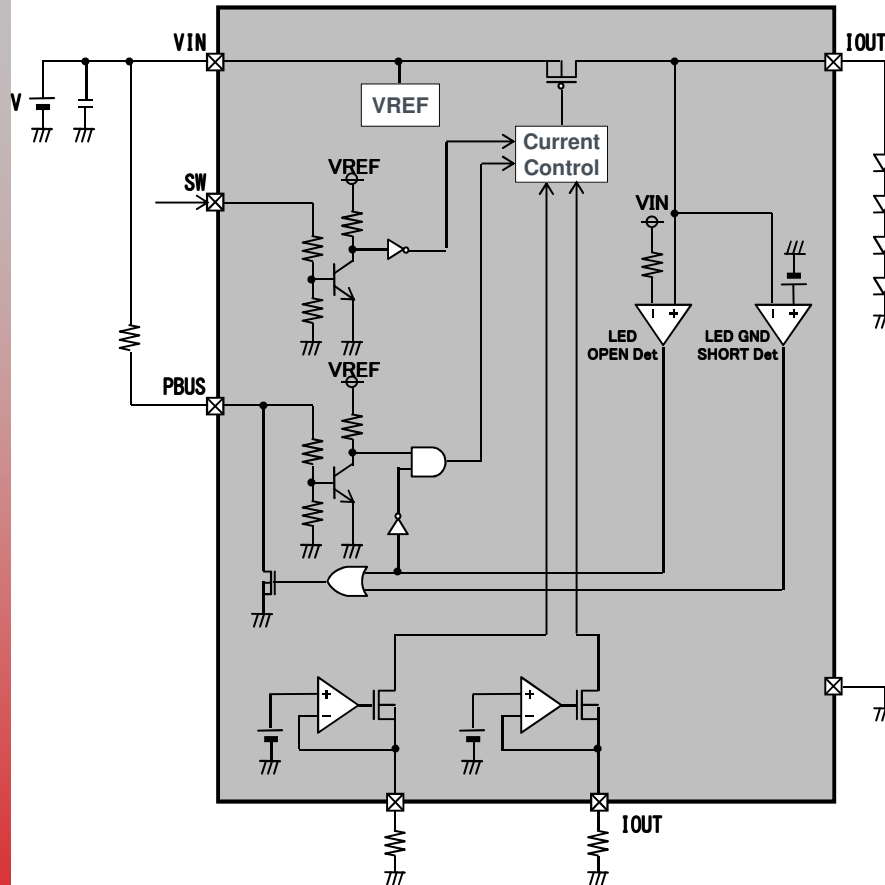 VIN
IOUT
V
VREF
Current
Control
VREF
SW
VIN
LED
OPEN Det
LED GND
SHORT Det
VREF
PBUS
IOUT